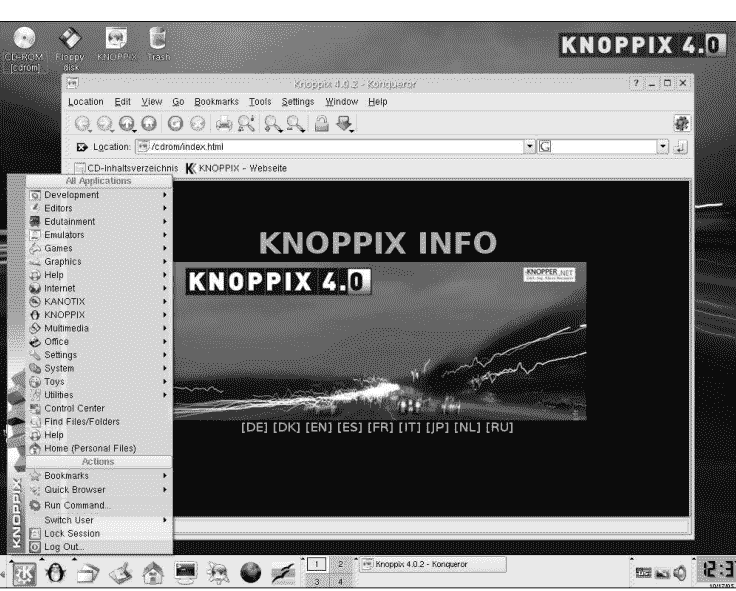 CD-ROM
[cdrom]
Floppy
disk
KNOPPIX
Trash
KNOPPIX 4.0
Knoppix 4.0.2 - Konqueror
Location Edit View Go Bookmarks Tools Settings Window Help
Location: /cdrom/index.html
CD-Inhaltsverzeichnis KNOPPIX - Webseite
KNOPPIX INFO
KNOPPIX 4.0
KNOPPER.NET
[DE] [DK] [EN] [ES] [FR] [IT] [JP] [NL] [RU]
All Applications
Development
Editors
Edutainment
Emulators
Games
Graphics
Help
Internet
KANOTIX
KNOPPIX
Multimedia
Office
Settings
System
Toys
Utilities
Control Center
Find Files/Folders
Help
Home (Personal Files)
Actions
Bookmarks
Quick Browser
Run Command...
Switch User
Lock Session
Log Out...
KNOPPIX
1 2
3 4
Knoppix 4.0.2 - Konqueror
12:3